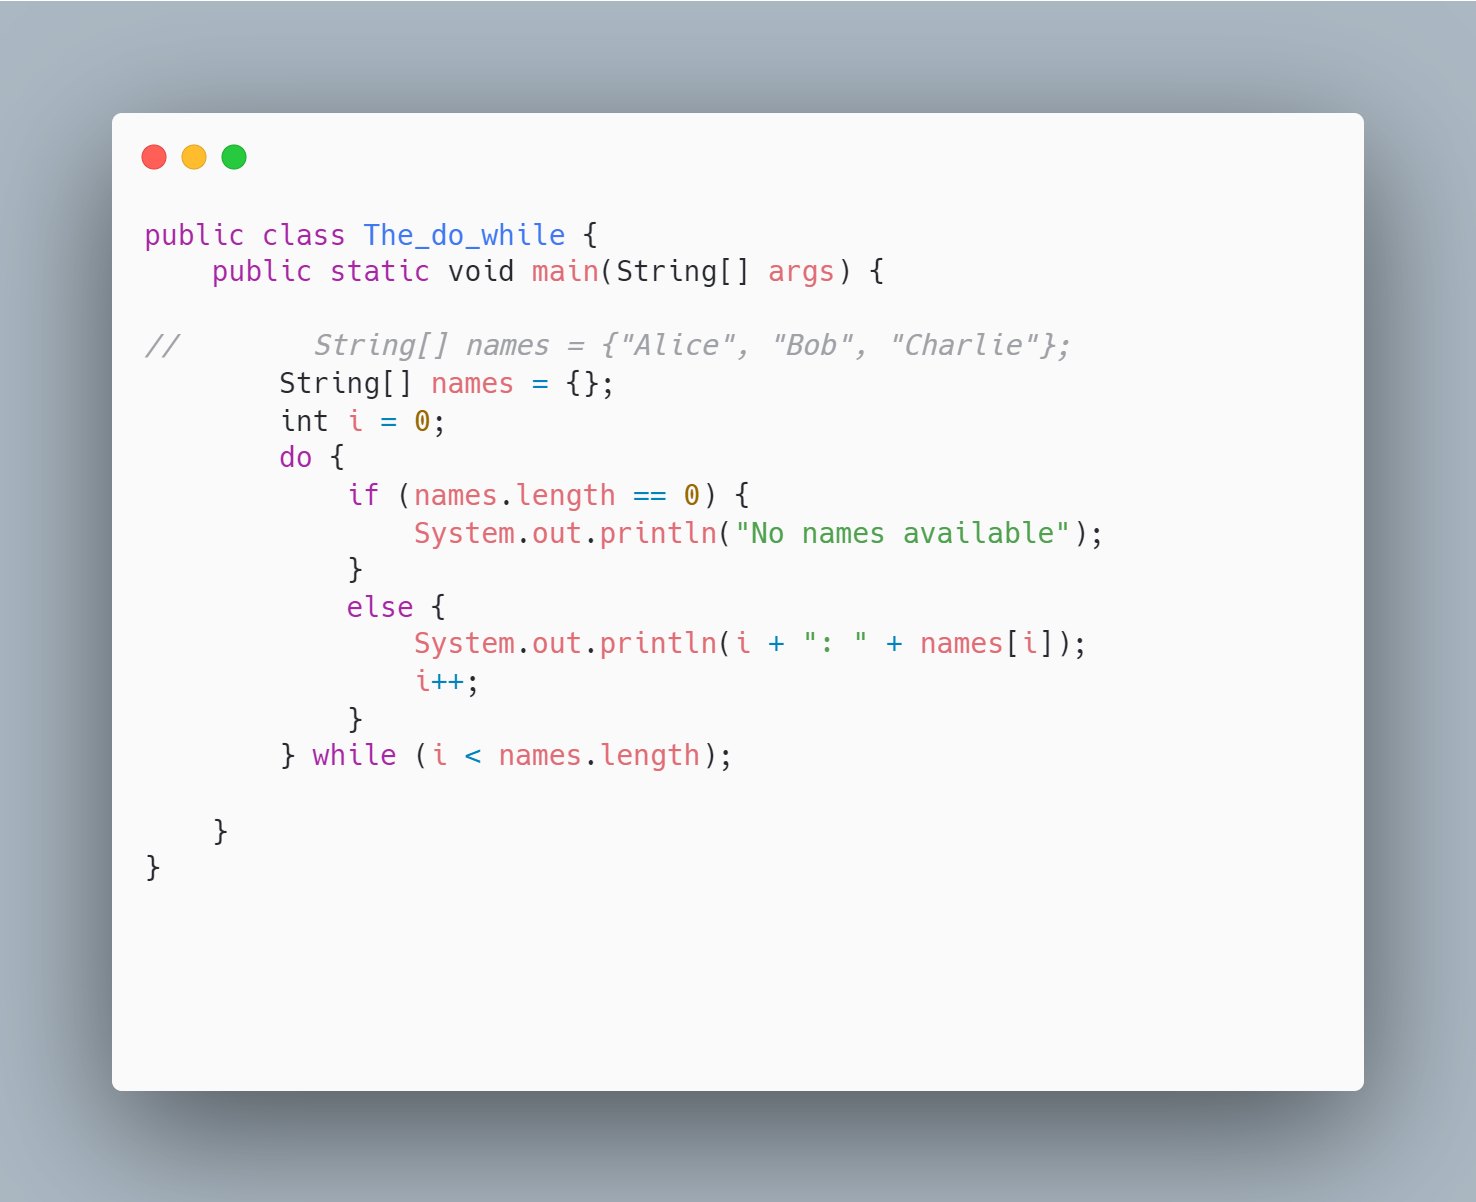 public class The_do_while {
    public static void main(String[] args) {

//        String[] names = {"Alice", "Bob", "Charlie"};
        String[] names = {};
        int i = 0;
        do {
            if (names.length == 0) {
                System.out.println("No names available");
            }
            else {
                System.out.println(i + ": " + names[i]);
                i++;
            }
        } while (i < names.length);

    }
}